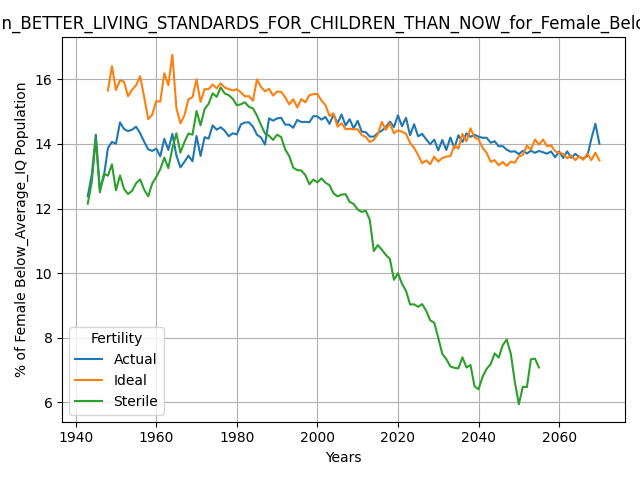 n_BETTER_LIVING_STANDARDS_FOR_CHILDREN_THAN_NOW_for_Female_Belo
% of Female Below_Average_IQ Population
16
14
12
10
8
6
Fertility
Actual
Ideal
Sterile
1940 1960 1980 2000 2020 2040 2060
Years